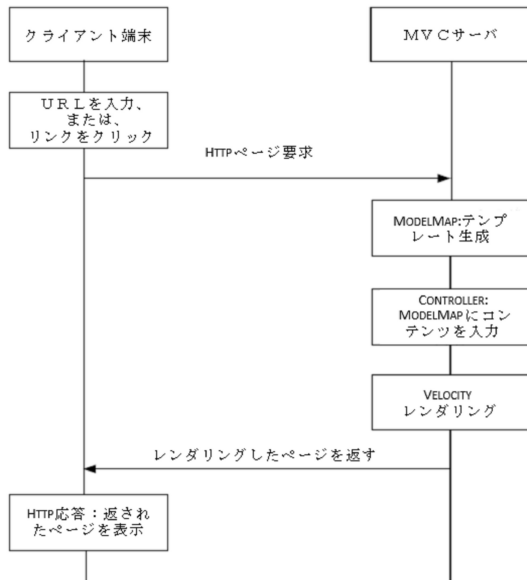 クライアント端末
ＭＶＣサーバ
ＵＲＬを入力、
または、
リンクをクリック
HTTPページ要求
MODELMAP:テンプ
レート生成
CONTROLLER:
MODELMAPにコン
テンツを入力
VELOCITY
レンダリング
レンダリングしたページを返す
HTTP応答：返され
たページを表示